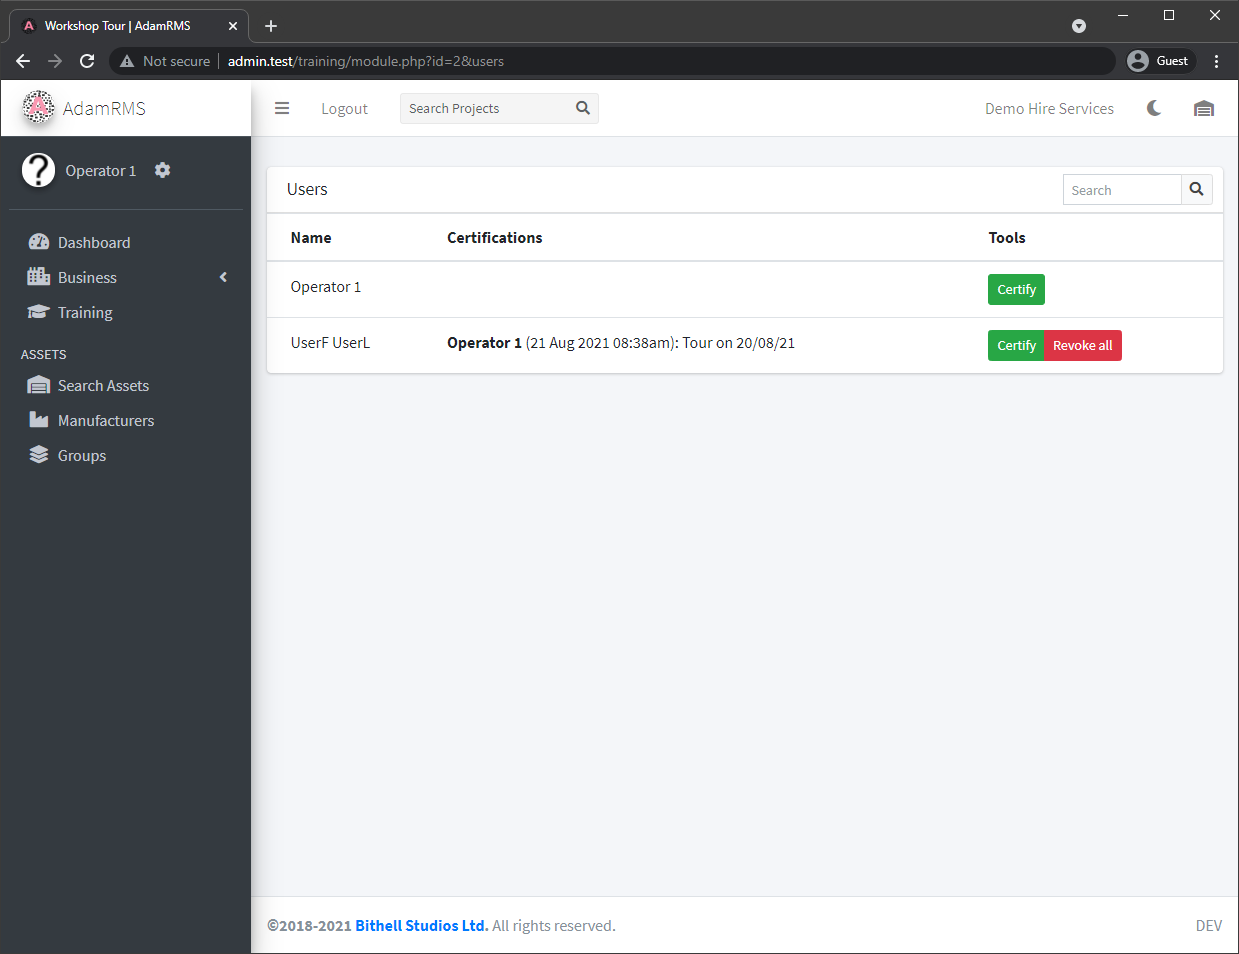 Workshop Tour | AdamRMS
Not secure admin.test/training/module.php?id=2&users Guest
AdamRMS
Logout Search Projects Demo Hire Services
Operator 1
Dashboard
Business
Training
ASSETS
Search Assets
Manufacturers
Groups
Users Search
Name Certifications Tools
Operator 1 Certify
UserF UserL Operator 1 (21 Aug 2021 08:38am): Tour on 20/08/21 Certify Revoke all
©2018-2021 Bithell Studios Ltd. All rights reserved. DEV